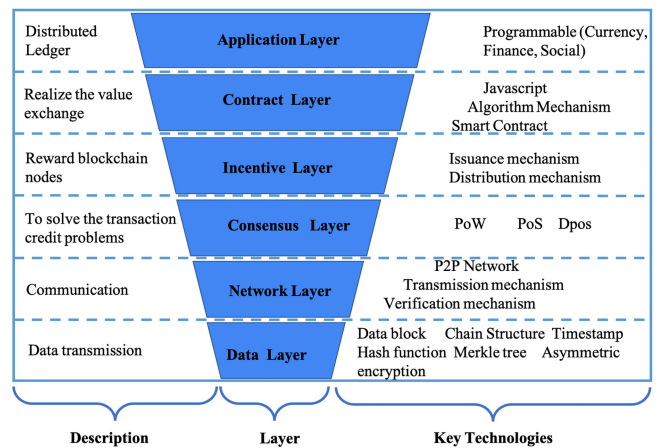 Distributed
Ledger
Application Layer
Programmable (Currency,
Finance, Social)
Realize the value
exchange
Contract Layer
Javascript
Algorithm Mechanism
Smart Contract
Reward blockchain
nodes
Incentive Layer
Issuance mechanism
Distribution mechanism
To solve the transaction
credit problems
Consensus Layer
PoW PoS Dpos
Communication
Network Layer
P2P Network
Transmission mechanism
Verification mechanism
Data transmission
Data Layer
Data block Chain Structure Timestamp
Hash function Merkle tree Asymmetric
encryption
Description
Layer
Key Technologies